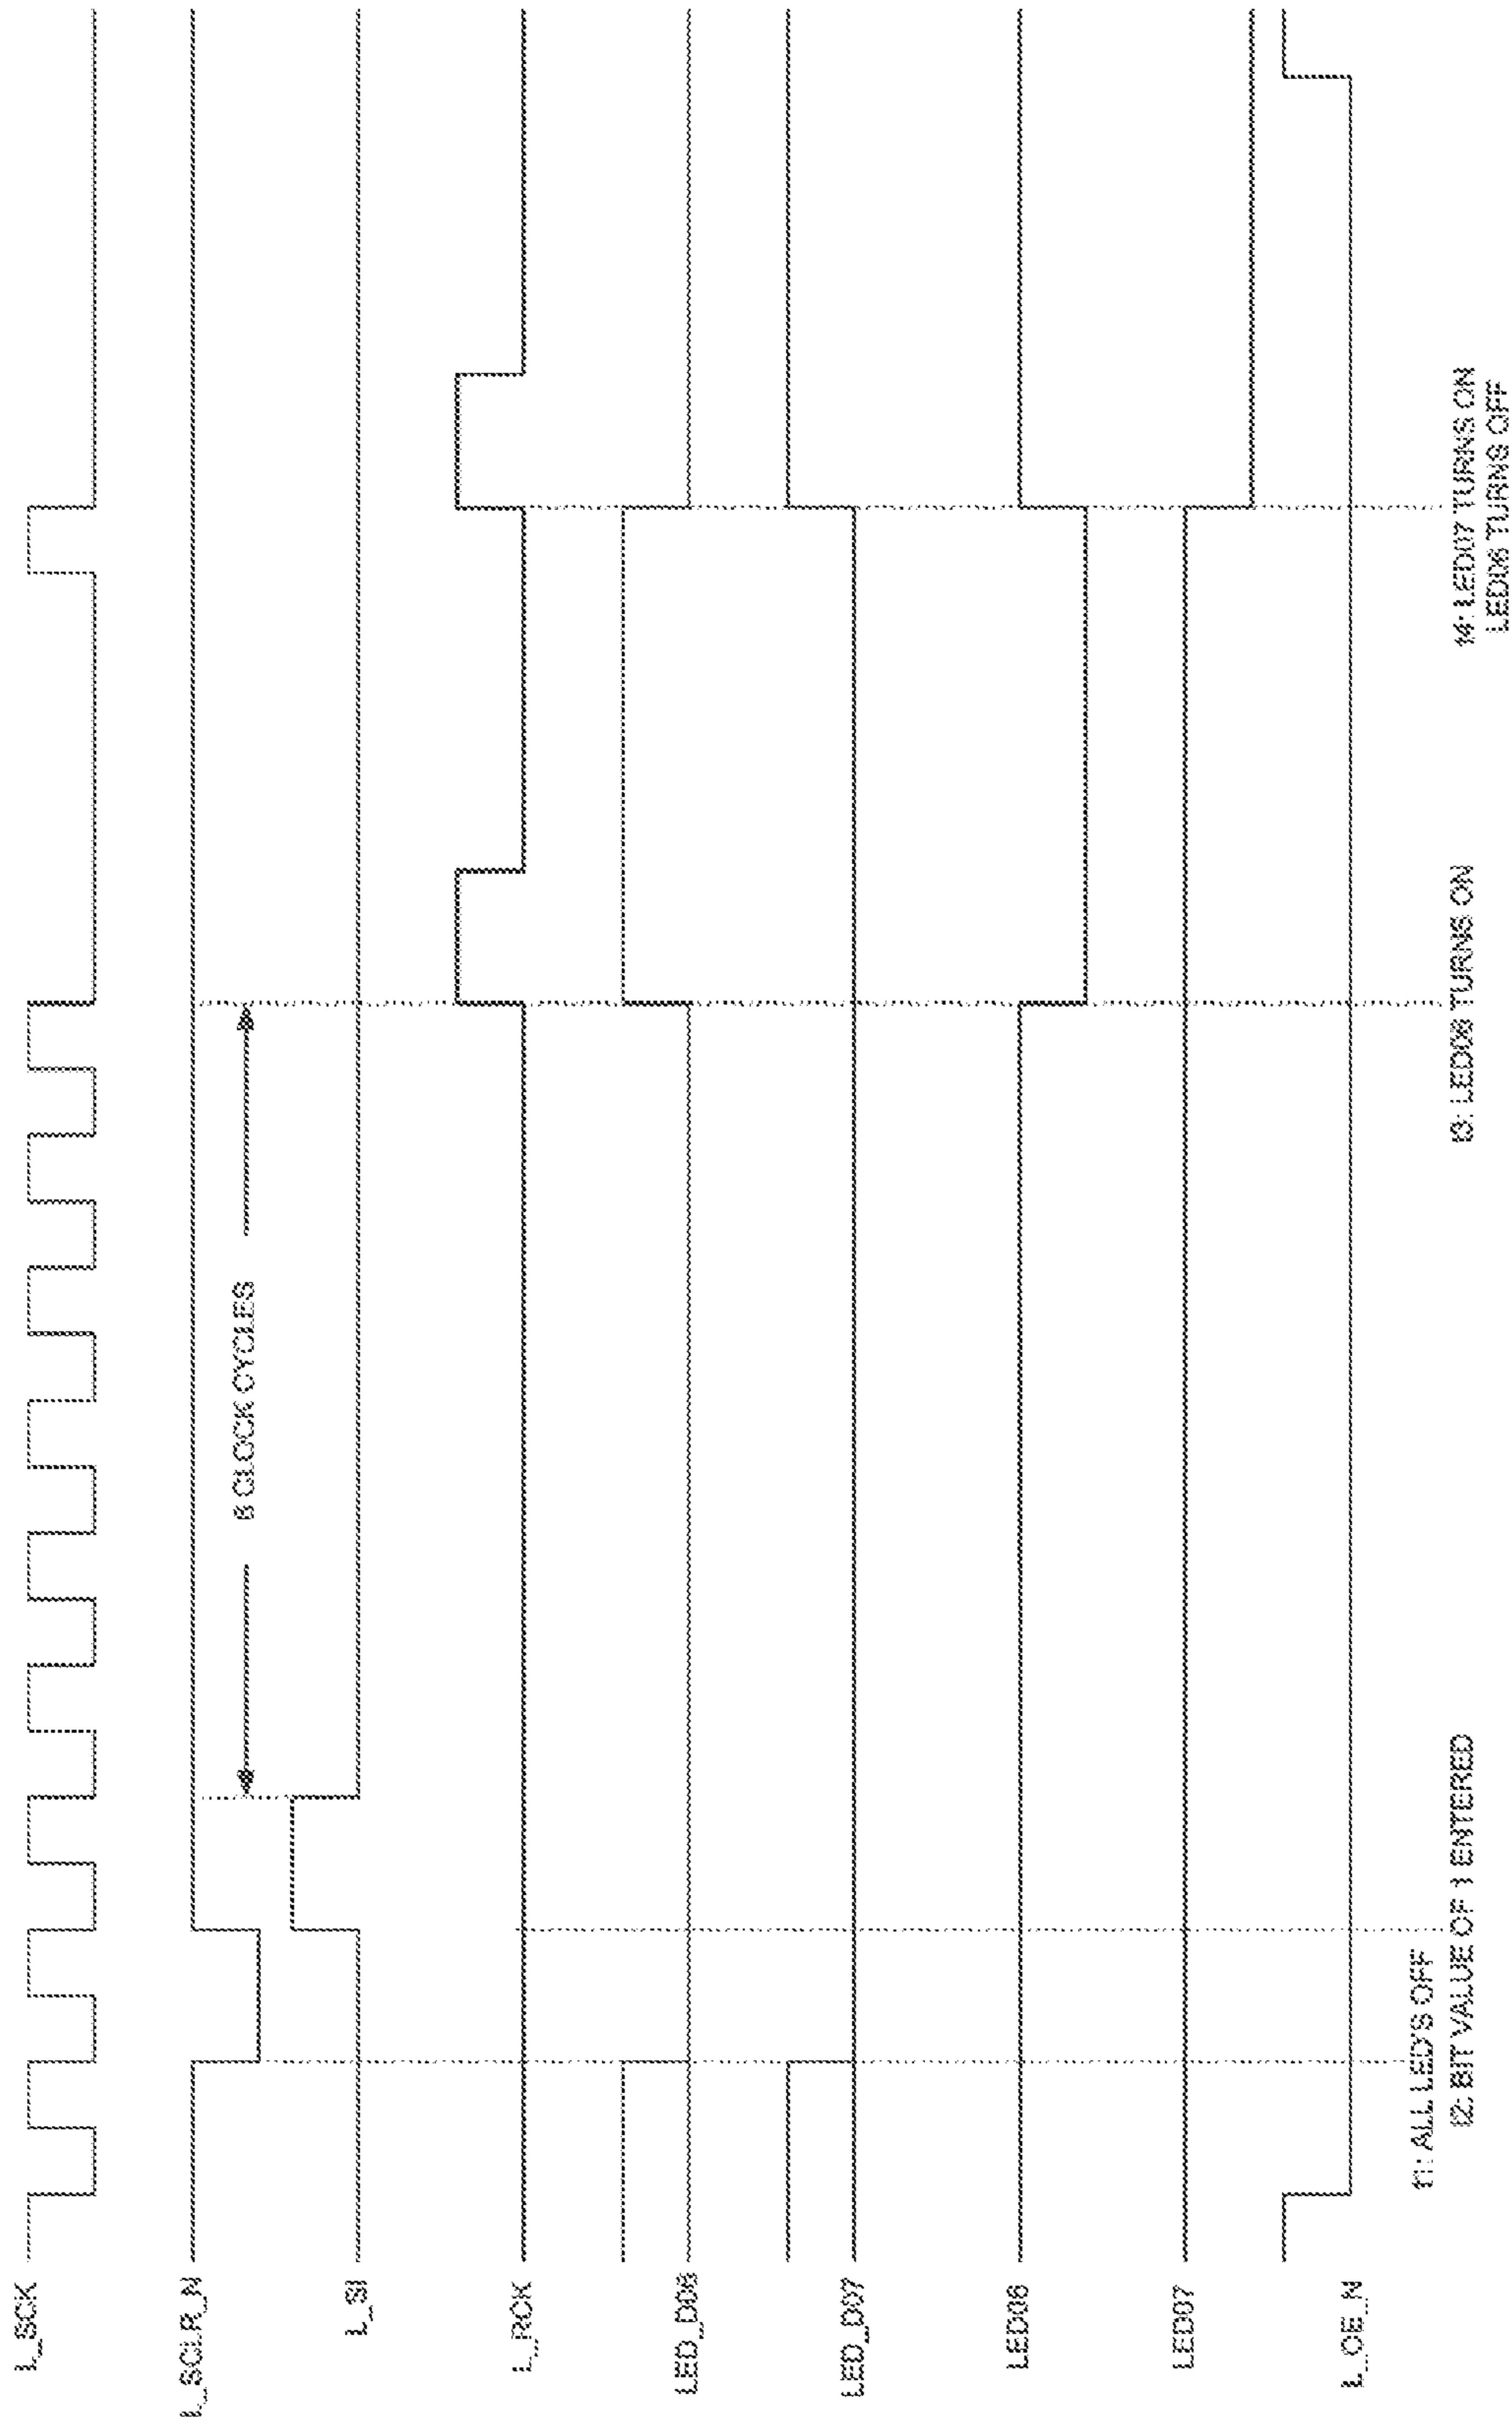 L_SCK
L_SCLR_N
L_SI
L_RCK
LED_D06
LED_D07
LED06
LED07
L_OE_N
CLOCK CYCLES
t1: ALL LED'S OFF
t2: BIT VALUE OF 1 ENTERED
t3: LED06 TURNS ON
t4: LED07 TURNS ON
LED06 TURNS OFF